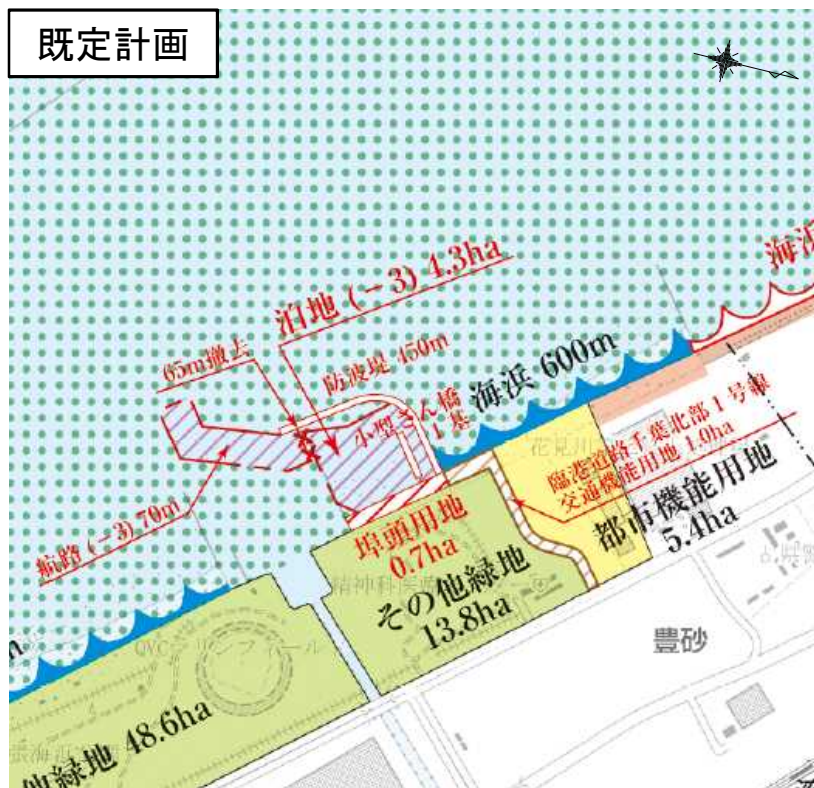 既定計画
泊地 (－3) 4.3ha
65m撤去
防波堤 450m
小型さん橋
1基
海浜 600m
海浜
航路 (－3) 70m
臨港道路千葉北部1号線
交通機能用地 1.0ha
都市機能用地
5.4ha
埠頭用地
0.7ha
その他緑地
13.8ha
豊砂
他緑地 48.6ha